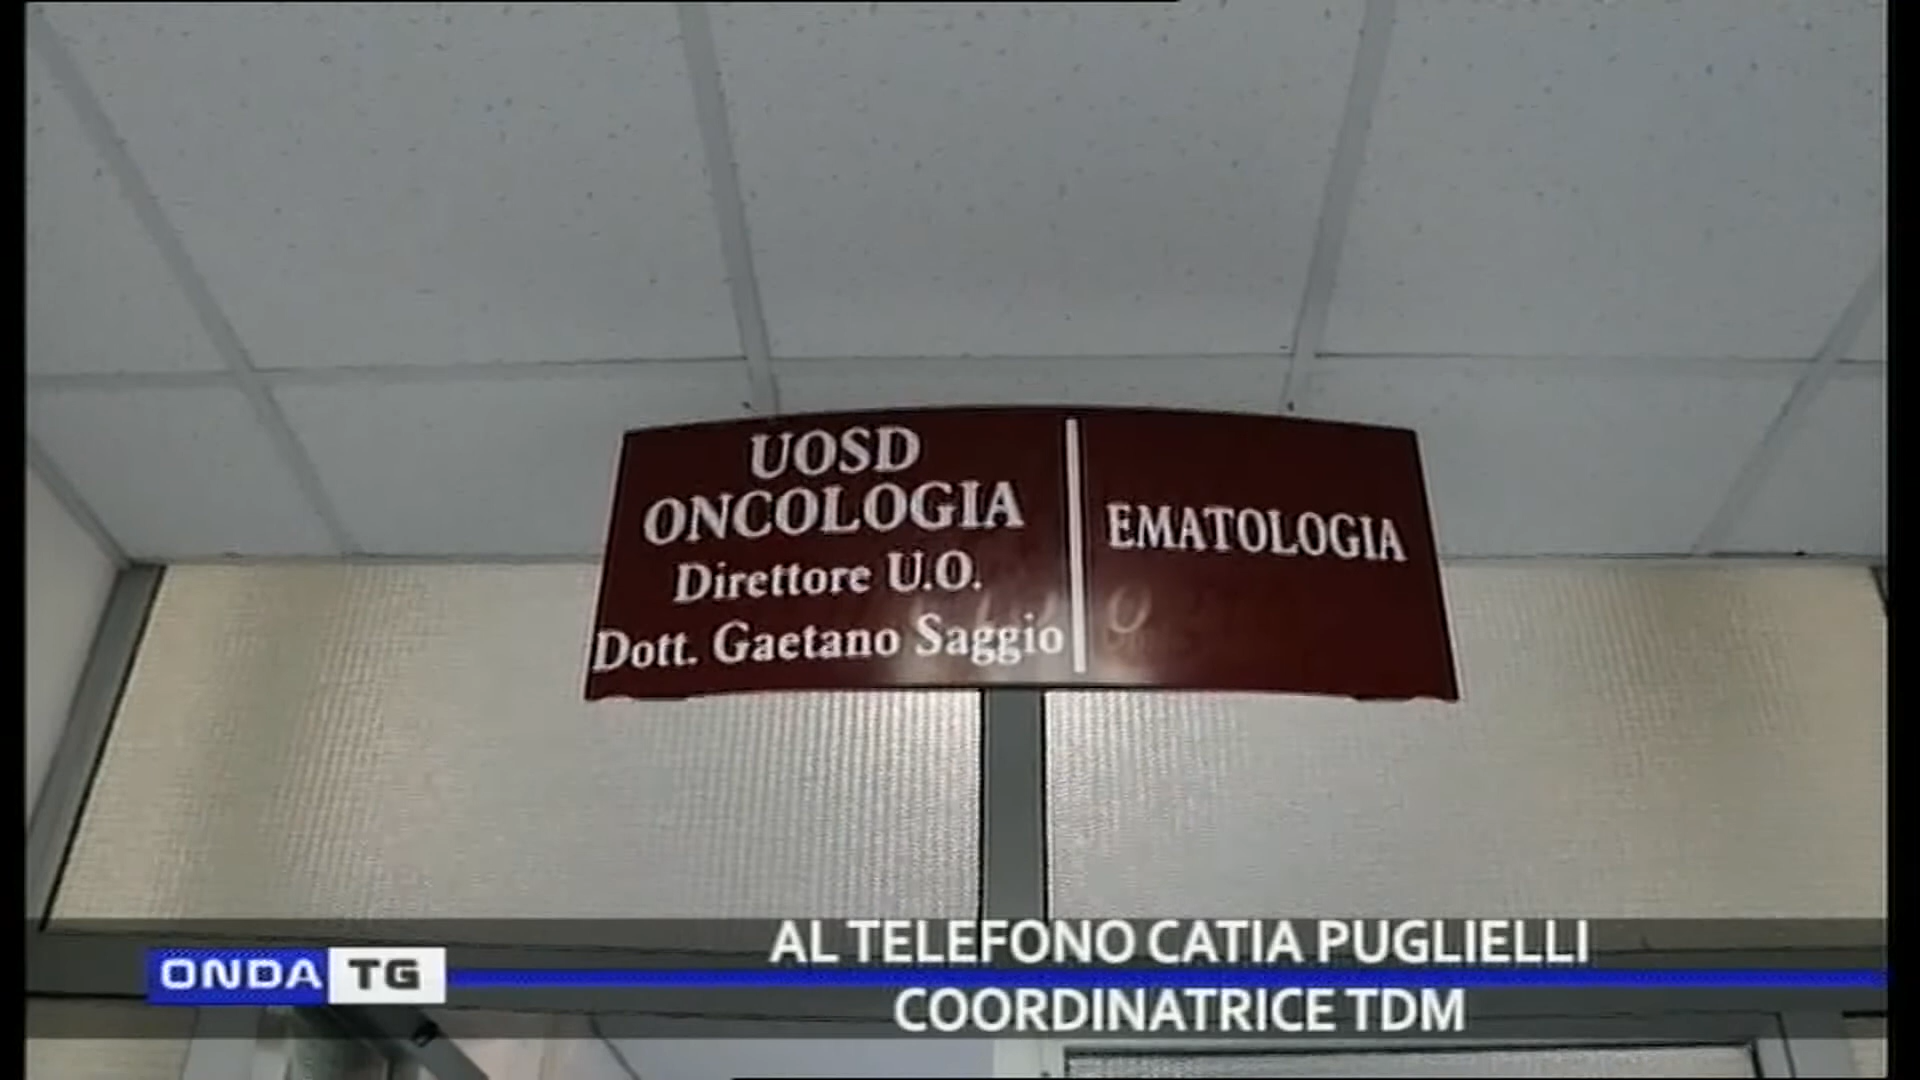 UOSD
ONCOLOGIA
Direttore U.O.
Dott. Gaetano Saggio
EMATOLOGIA
AL TELEFONO CATIA PUGLIELLI
ONDA TG
COORDINATRICE TDM